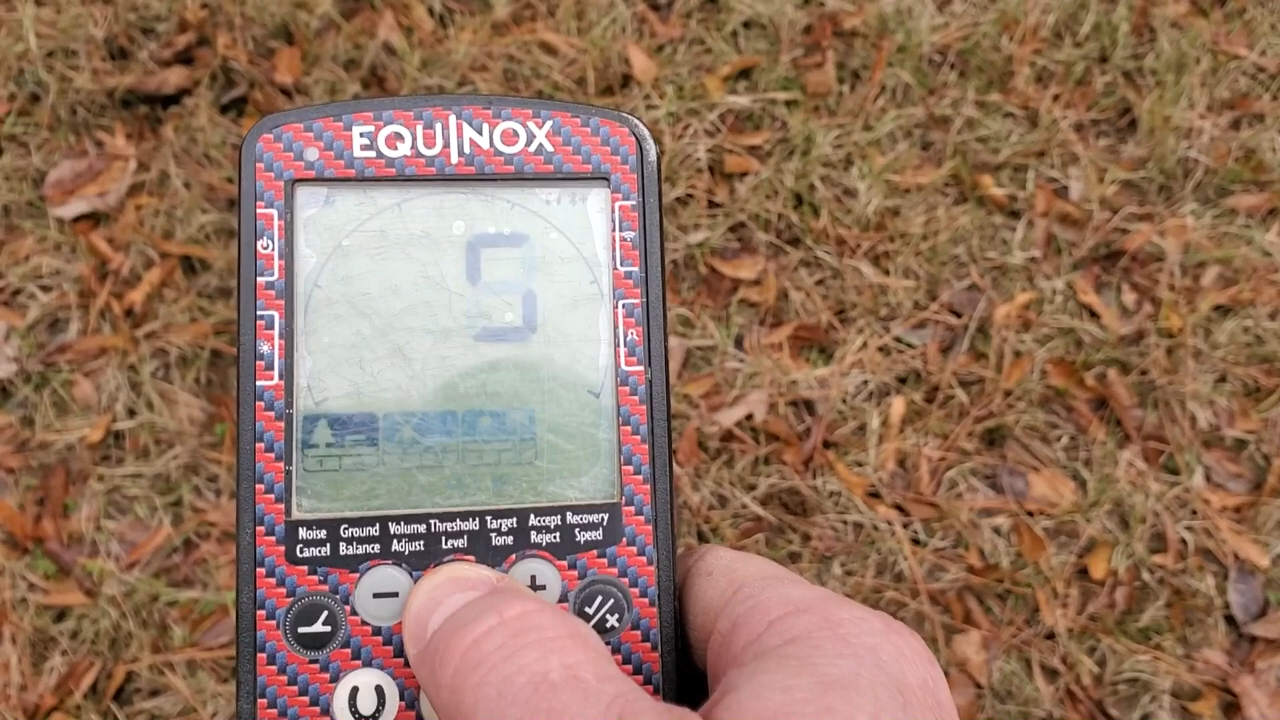 EQU|NOX
5
Noise Cancel
Ground Balance
Volume Adjust
Threshold Level
Target Tone
Accept Reject
Recovery Speed